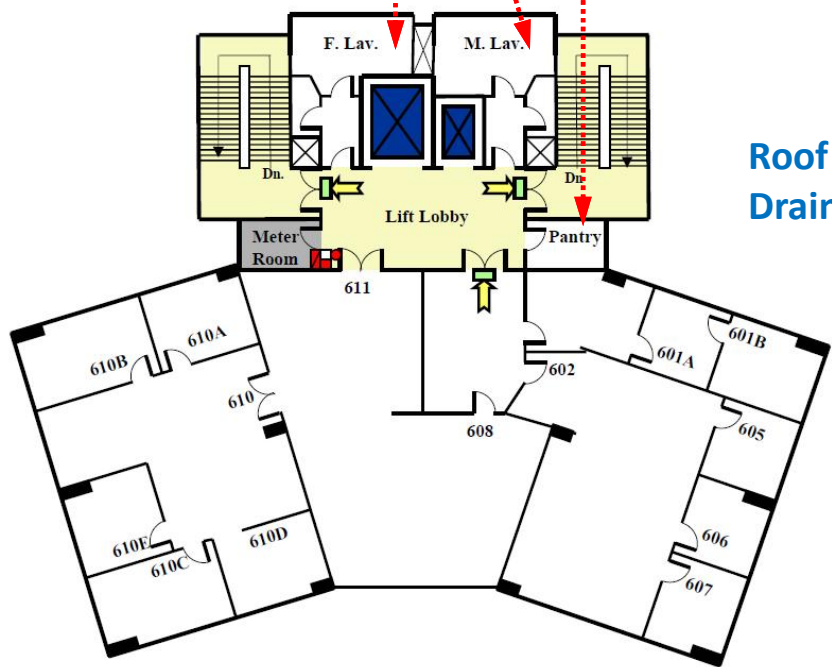 F. Lav.
M. Lav.
Roof
Drain
Dn.
Dn
Lift Lobby
Meter
Room
Pantry
611
610A
610B
601B
601A
602
610
605
608
606
610E
610D
610C
607